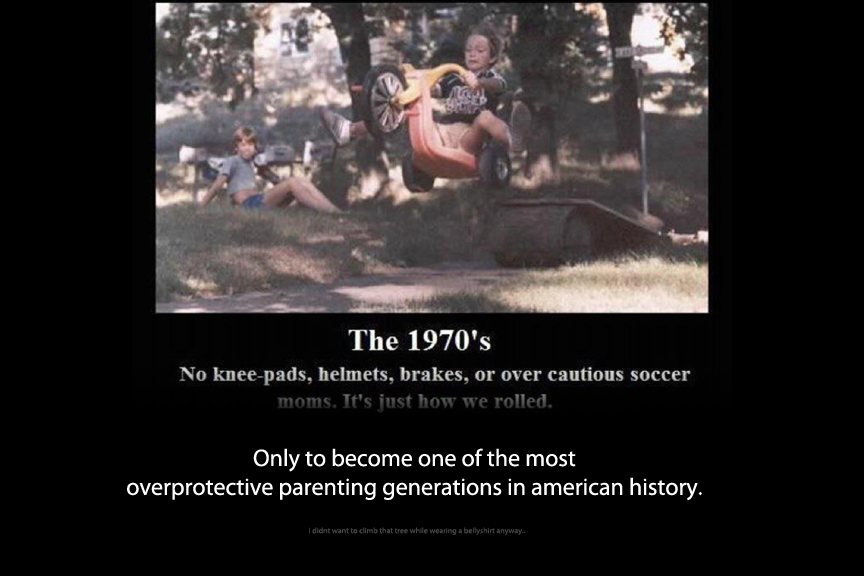 The 1970's
No knee-pads, helmets, brakes, or over cautious soccer
moms. It's just how we rolled.
Only to become one of the most
overprotective parenting generations in american history.
I didnt want to climb that tree while wearing a bellyshirt anyway..